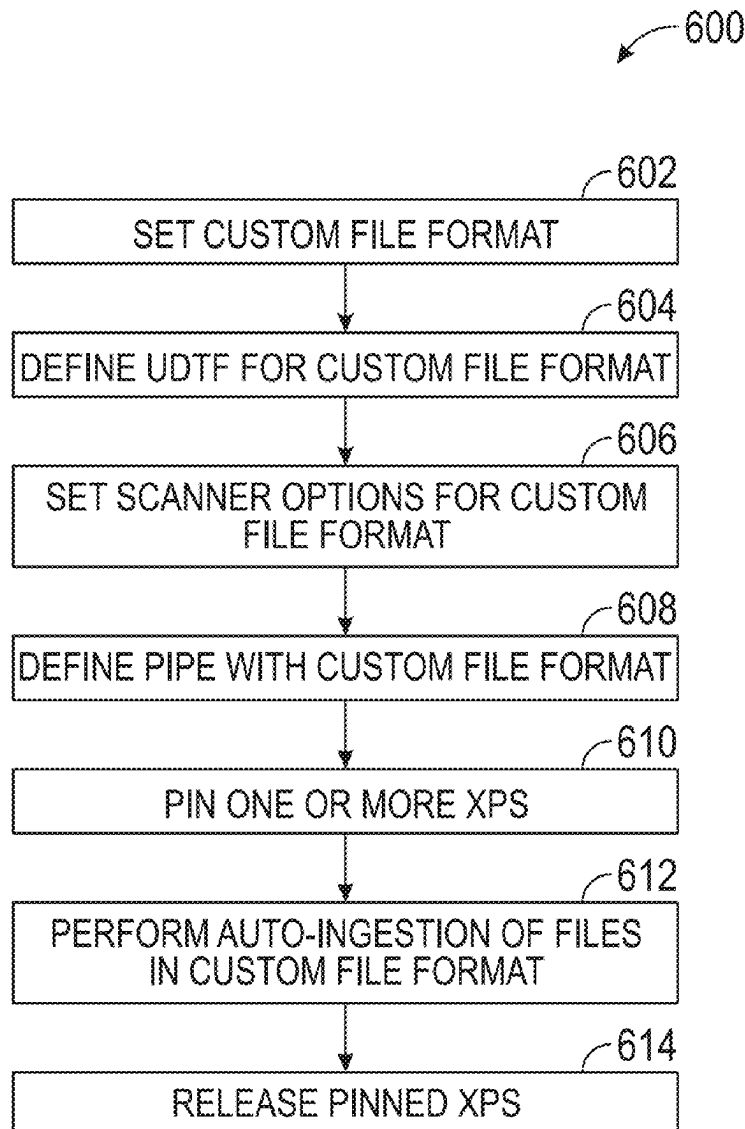 600
602
SET CUSTOM FILE FORMAT
604
DEFINE UDTF FOR CUSTOM FILE FORMAT
606
SET SCANNER OPTIONS FOR CUSTOM
FILE FORMAT
608
DEFINE PIPE WITH CUSTOM FILE FORMAT
610
PIN ONE OR MORE XPS
612
PERFORM AUTO-INGESTION OF FILES
IN CUSTOM FILE FORMAT
614
RELEASE PINNED XPS